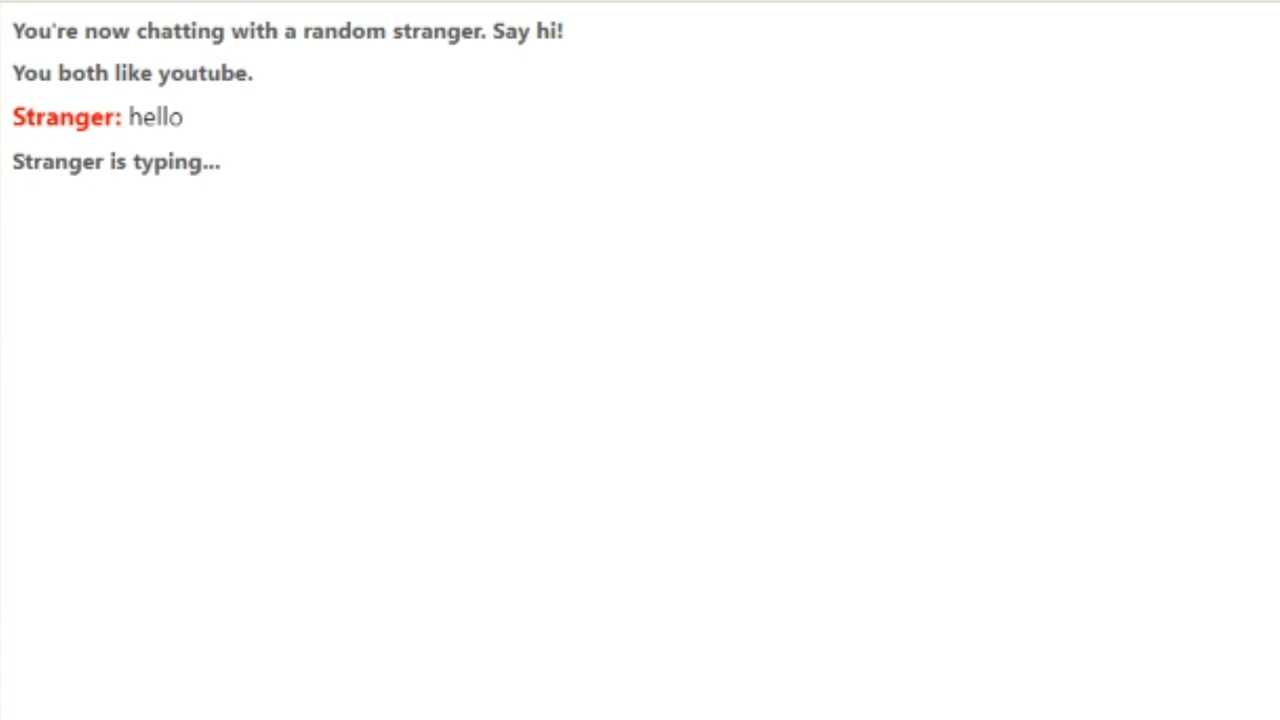 You're now chatting with a random stranger. Say hi!
You both like youtube.
Stranger: hello
Stranger is typing...